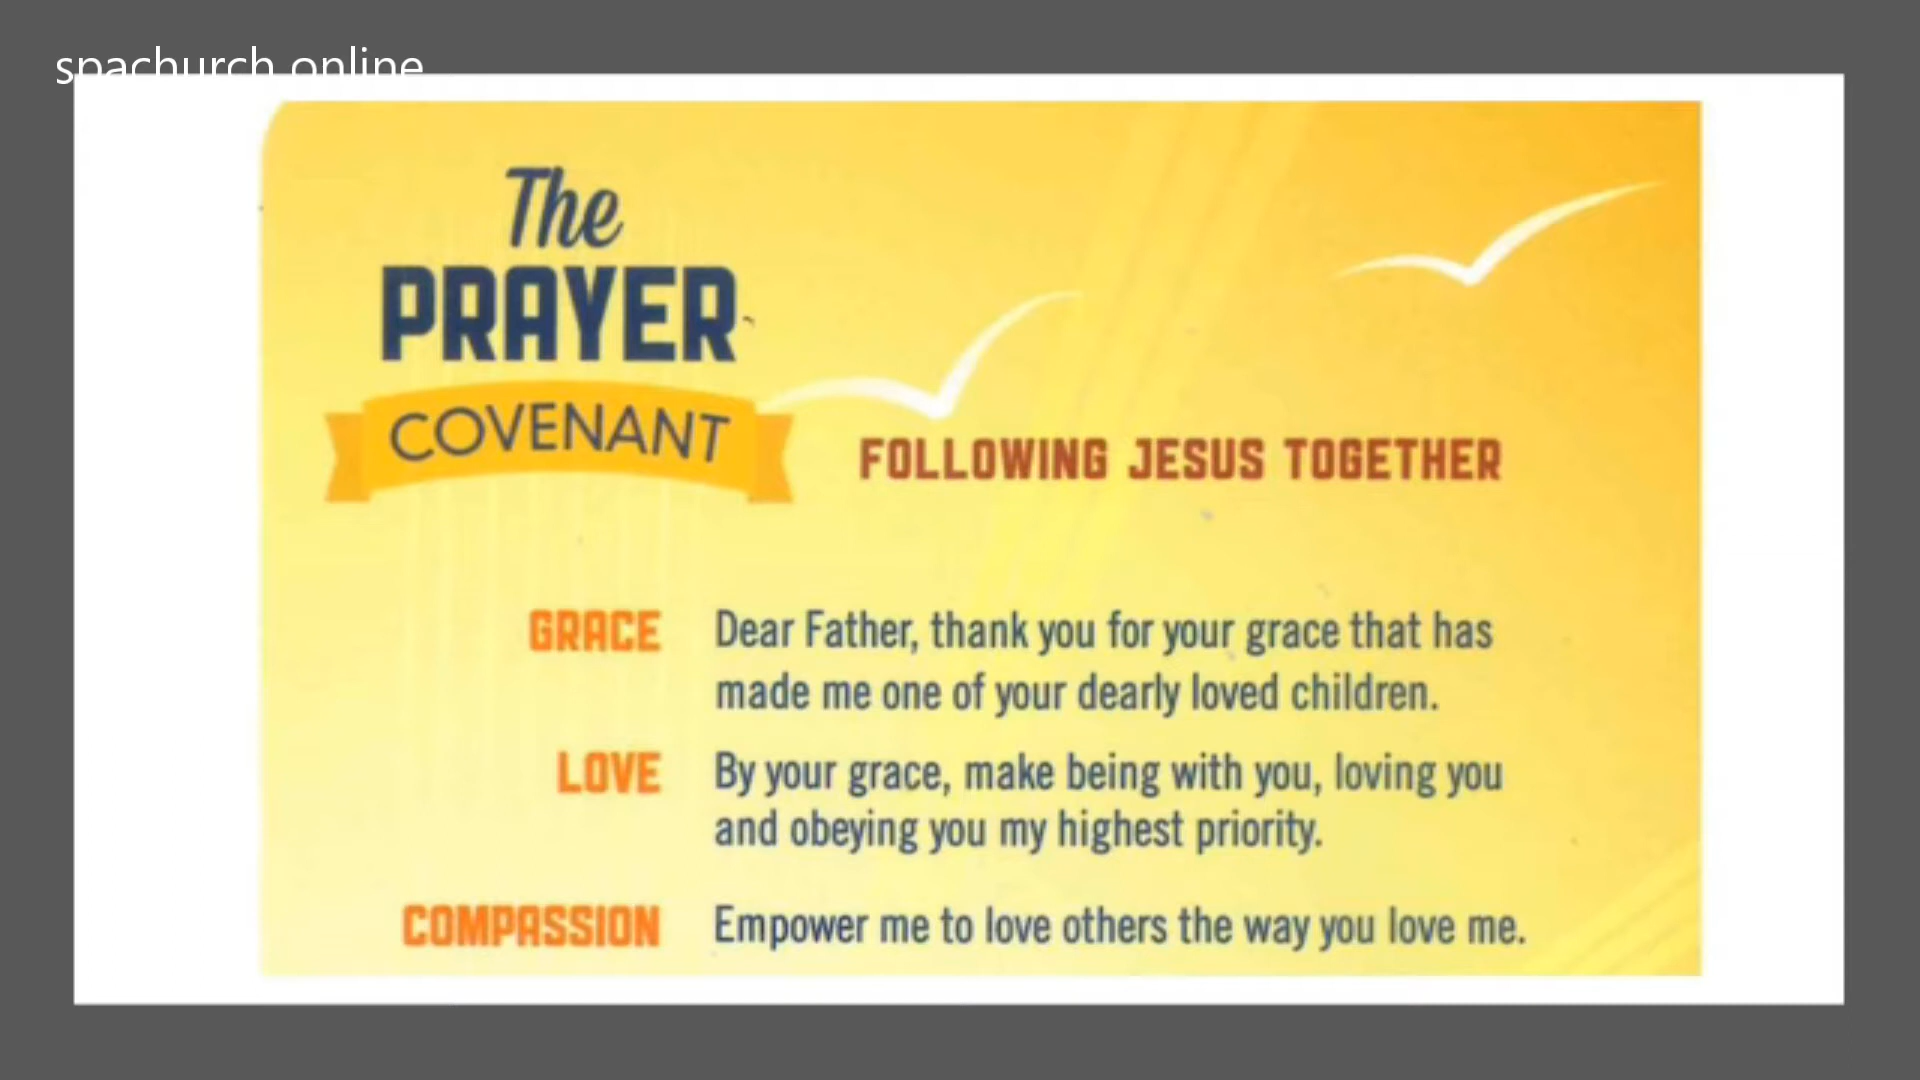 spachurch online
The
PRAYER
COVENANT
FOLLOWING JESUS TOGETHER
GRACE Dear Father, thank you for your grace that has
made me one of your dearly loved children.
LOVE By your grace, make being with you, loving you
and obeying you my highest priority.
COMPASSION Empower me to love others the way you love me.